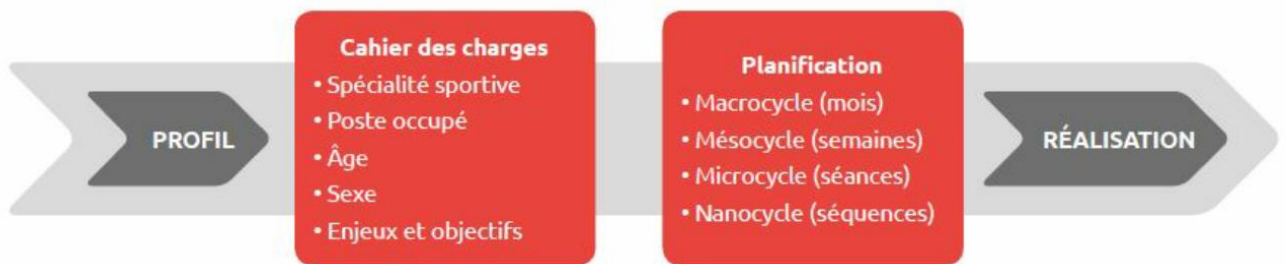 PROFIL
Cahier des charges
• Spécialité sportive
• Poste occupé
• Âge
• Sexe
• Enjeux et objectifs
Planification
• Macrocycle (mois)
• Mésocycle (semaines)
• Microcycle (séances)
• Nanocycle (séquences)
RÉALISATION